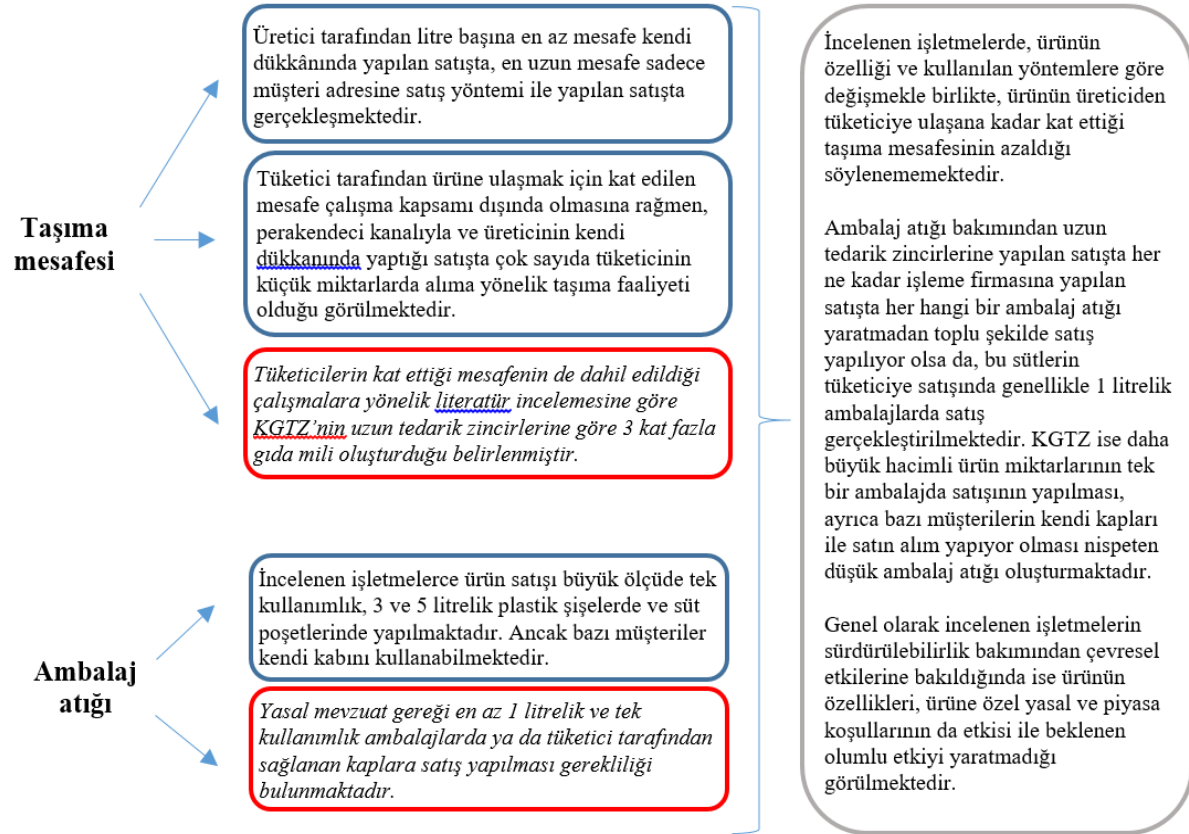 Taşıma
mesafesi
Üretici tarafından litre başına en az mesafe kendi
dükkânında yapılan satışta, en uzun mesafe sadece
müşteri adresine satış yöntemi ile yapılan satışta
gerçekleşmektedir.
Tüketici tarafından ürüne ulaşmak için kat edilen
mesafe çalışma kapsamı dışında olmasına rağmen,
perakendeci kanalıyla ve üreticinin kendi
dükkanında yaptığı satışta çok sayıda tüketicinin
küçük miktarlarda alıma yönelik taşıma faaliyeti
olduğu görülmektedir.
Tüketicilerin kat ettiği mesafenin de dahil edildiği
çalışmalara yönelik literatür incelemesine göre
KGTZ’nin uzun tedarik zincirlerine göre 3 kat fazla
gıda mili oluşturduğu belirlenmiştir.
Ambalaj
atığı
İncelenen işletmelerce ürün satışı büyük ölçüde tek
kullanımlık, 3 ve 5 litrelik plastik şişelerde ve süt
poşetlerinde yapılmaktadır. Ancak bazı müşteriler
kendi kabını kullanabilmektedir.
Yasal mevzuat gereği en az 1 litrelik ve tek
kullanımlık ambalajlarda ya da tüketici tarafından
sağlanan kaplara satış yapılması gerekliliği
bulunmaktadır.
İncelenen işletmelerde, ürünün
özelliği ve kullanılan yöntemlere göre
değişmekle birlikte, ürünün üreticiden
tüketiciye ulaşana kadar kat ettiği
taşıma mesafesinin azaldığı
söylenememektedir.
Ambalaj atığı bakımından uzun
tedarik zincirlerine yapılan satışta her
ne kadar işleme firmasına yapılan
satışta her hangi bir ambalaj atığı
yaratmadan toplu şekilde satış
yapılıyor olsa da, bu sütlerin
tüketiciye satışında genellikle 1 litrelik
ambalajlarda satış
gerçekleştirilmektedir. KGTZ ise daha
büyük hacimli ürün miktarlarının tek
bir ambalajda satışının yapılması,
ayrıca bazı müşterilerin kendi kapları
ile satın alım yapıyor olması nispeten
düşük ambalaj atığı oluşturmaktadır.
Genel olarak incelenen işletmelerin
sürdürülebilirlik bakımından çevresel
etkilerine bakıldığında ise ürünün
özellikleri, ürüne özel yasal ve piyasa
koşullarının da etkisi ile beklenen
olumlu etkiyi yaratmadığı
görülmektedir.